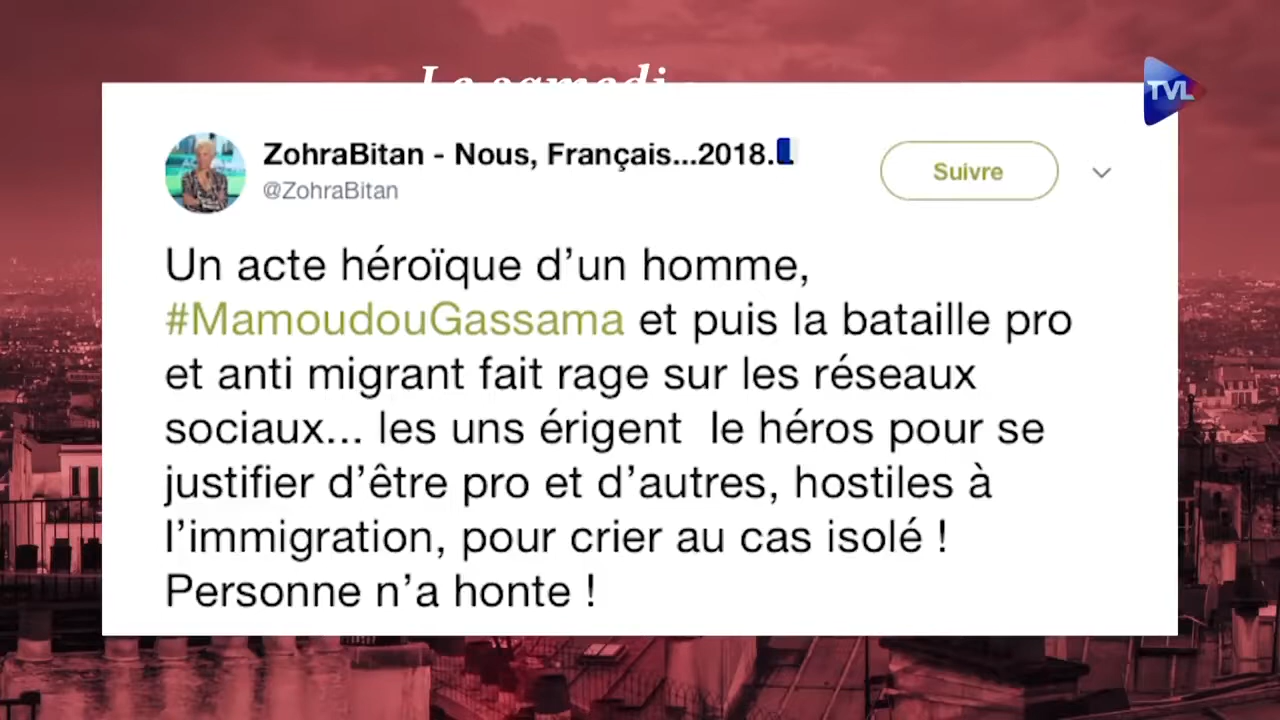 Le samedi
TVL
ZohraBitan - Nous, Français...2018.
@ZohraBitan
Suivre
Un acte héroïque d’un homme,
#MamoudouGassama et puis la bataille pro
et anti migrant fait rage sur les réseaux
sociaux... les uns érigent le héros pour se
justifier d’être pro et d’autres, hostiles à
l’immigration, pour crier au cas isolé !
Personne n’a honte !